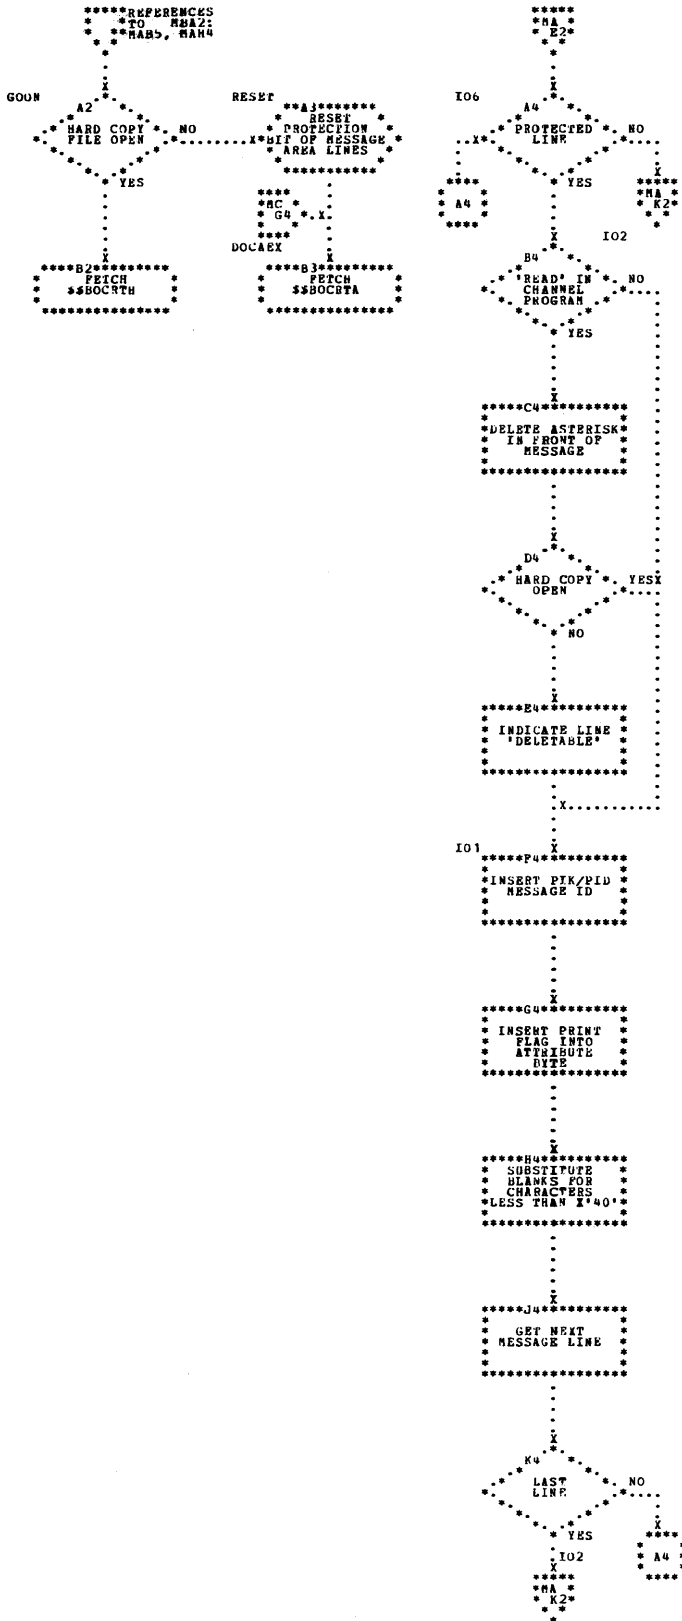 REFERENCES
TO MBA2:
MAB5, MAH4
GOON
A2
HARD COPY
FILE OPEN
NO
YES
RESET
A3
RESET
PROTECTION
BIT OF MESSAGE
AREA LINES
MC
G4
DOCAEX
B2
FETCH
$$BOCRTH
B3
FETCH
$$BOCRTA
MA
E2
IO6
A4
PROTECTED
LINE
NO
YES
A4
MA
K2
IO2
B4
'READ' IN
CHANNEL
PROGRAM
NO
YES
C4
DELETE ASTERISK
IN FRONT OF
MESSAGE
D4
HARD COPY
OPEN
YES
NO
E4
INDICATE LINE
'DELETABLE'
IO1
F4
INSERT PIK/PID
MESSAGE ID
G4
INSERT PRINT
FLAG INTO
ATTRIBUTE
BYTE
H4
SUBSTITUTE
BLANKS FOR
CHARACTERS
LESS THAN X'40'
J4
GET NEXT
MESSAGE LINE
K4
LAST
LINE
NO
YES
IO2
A4
MA
K2